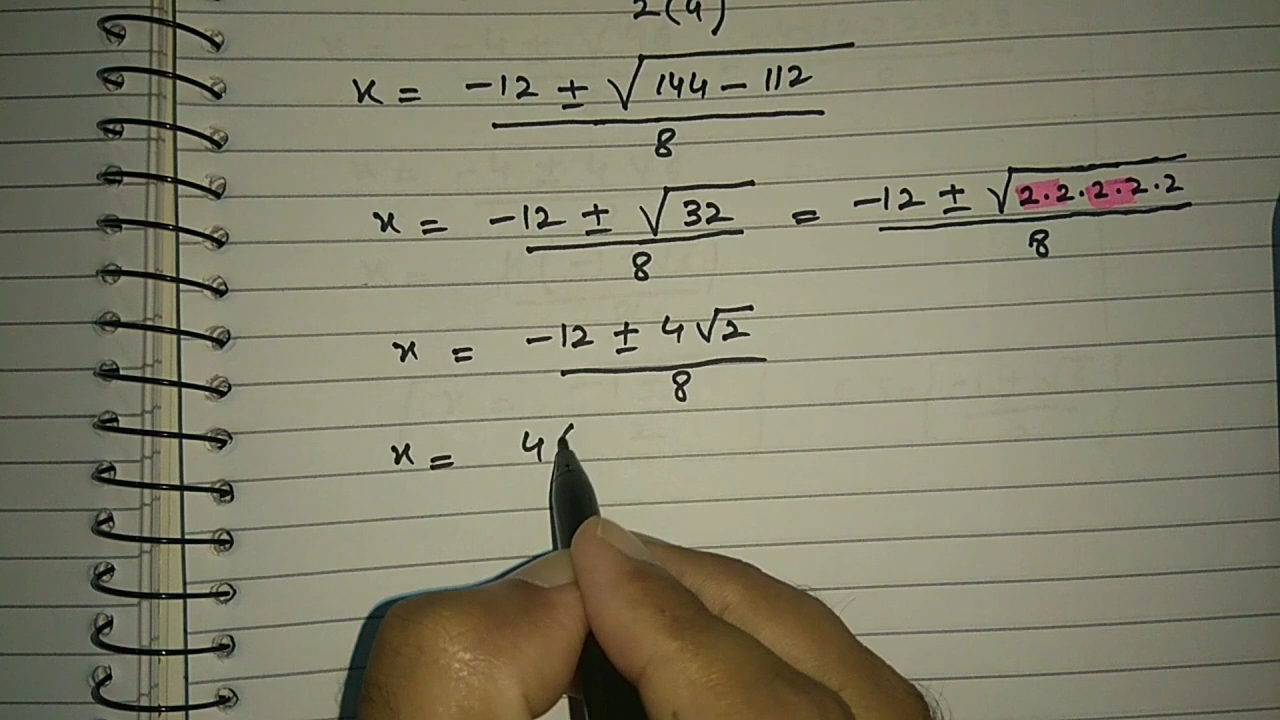 2(4)
x = -12 ± √144 - 112 / 8
x = -12 ± √32 / 8 = -12 ± √2·2·2·2·2 / 8
x = -12 ± 4√2 / 8
x = 4(